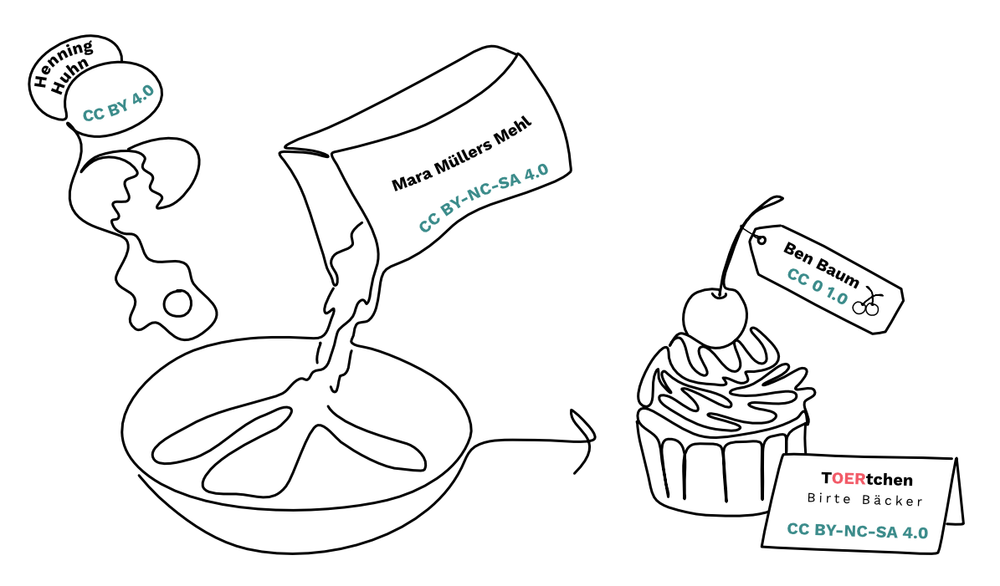 Henning
Huhn
CC BY 4.0
Mara Müllers Mehl
CC BY-NC-SA 4.0
Ben Baum
CC 0 1.0
TOERtchen
Birte Bäcker
CC BY-NC-SA 4.0